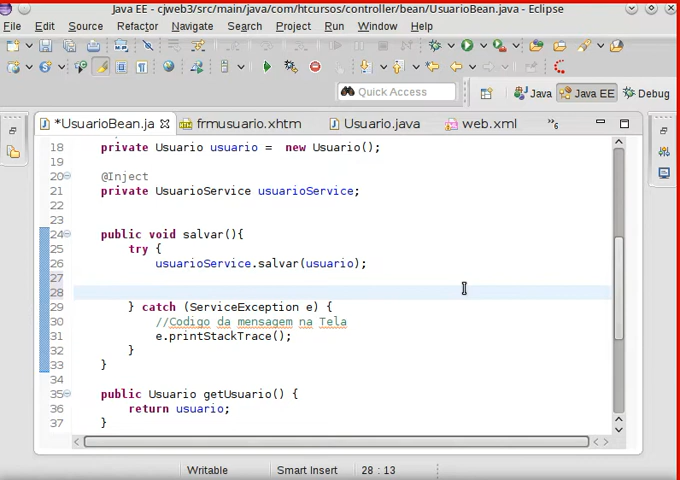 Java EE - cjweb3/src/main/java/com/htcursos/controller/bean/UsuarioBean.java - Eclipse
File Edit Source Refactor Navigate Search Project Run Window Help
Quick Access Java Java EE Debug
*UsuarioBean.ja frmusuario.xhtm Usuario.java web.xml »6
18 private Usuario usuario = new Usuario();
19
20 @Inject
21 private UsuarioService usuarioService;
22
23
24 public void salvar(){
25 try {
26 usuarioService.salvar(usuario);
27
28
29 } catch (ServiceException e) {
30 //Codigo da mensagem na Tela
31 e.printStackTrace();
32 }
33 }
34
35 public Usuario getUsuario() {
36 return usuario;
37 }
Writable Smart Insert 28 : 13